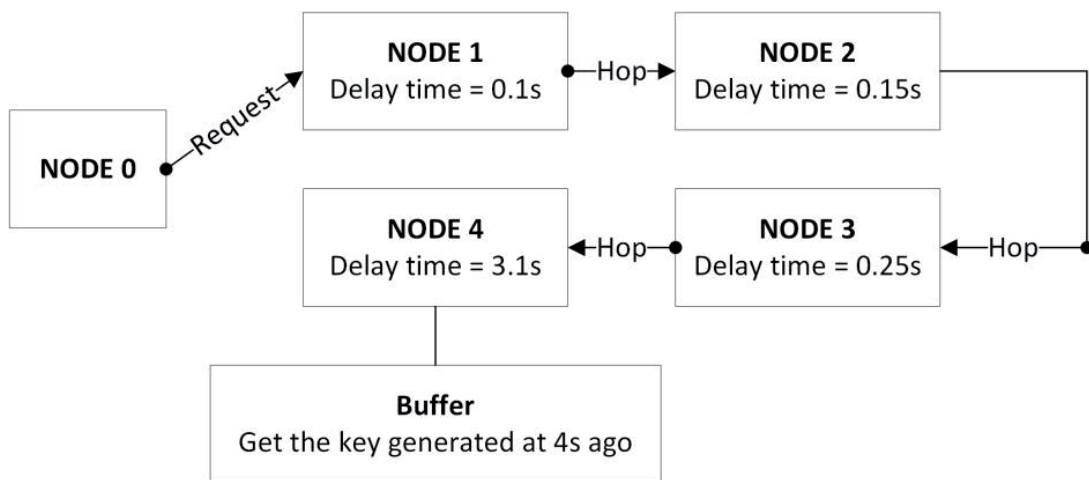 NODE 0
Request
NODE 1
Delay time = 0.1s
Hop
NODE 2
Delay time = 0.15s
Hop
NODE 3
Delay time = 0.25s
Hop
NODE 4
Delay time = 3.1s
Buffer
Get the key generated at 4s ago